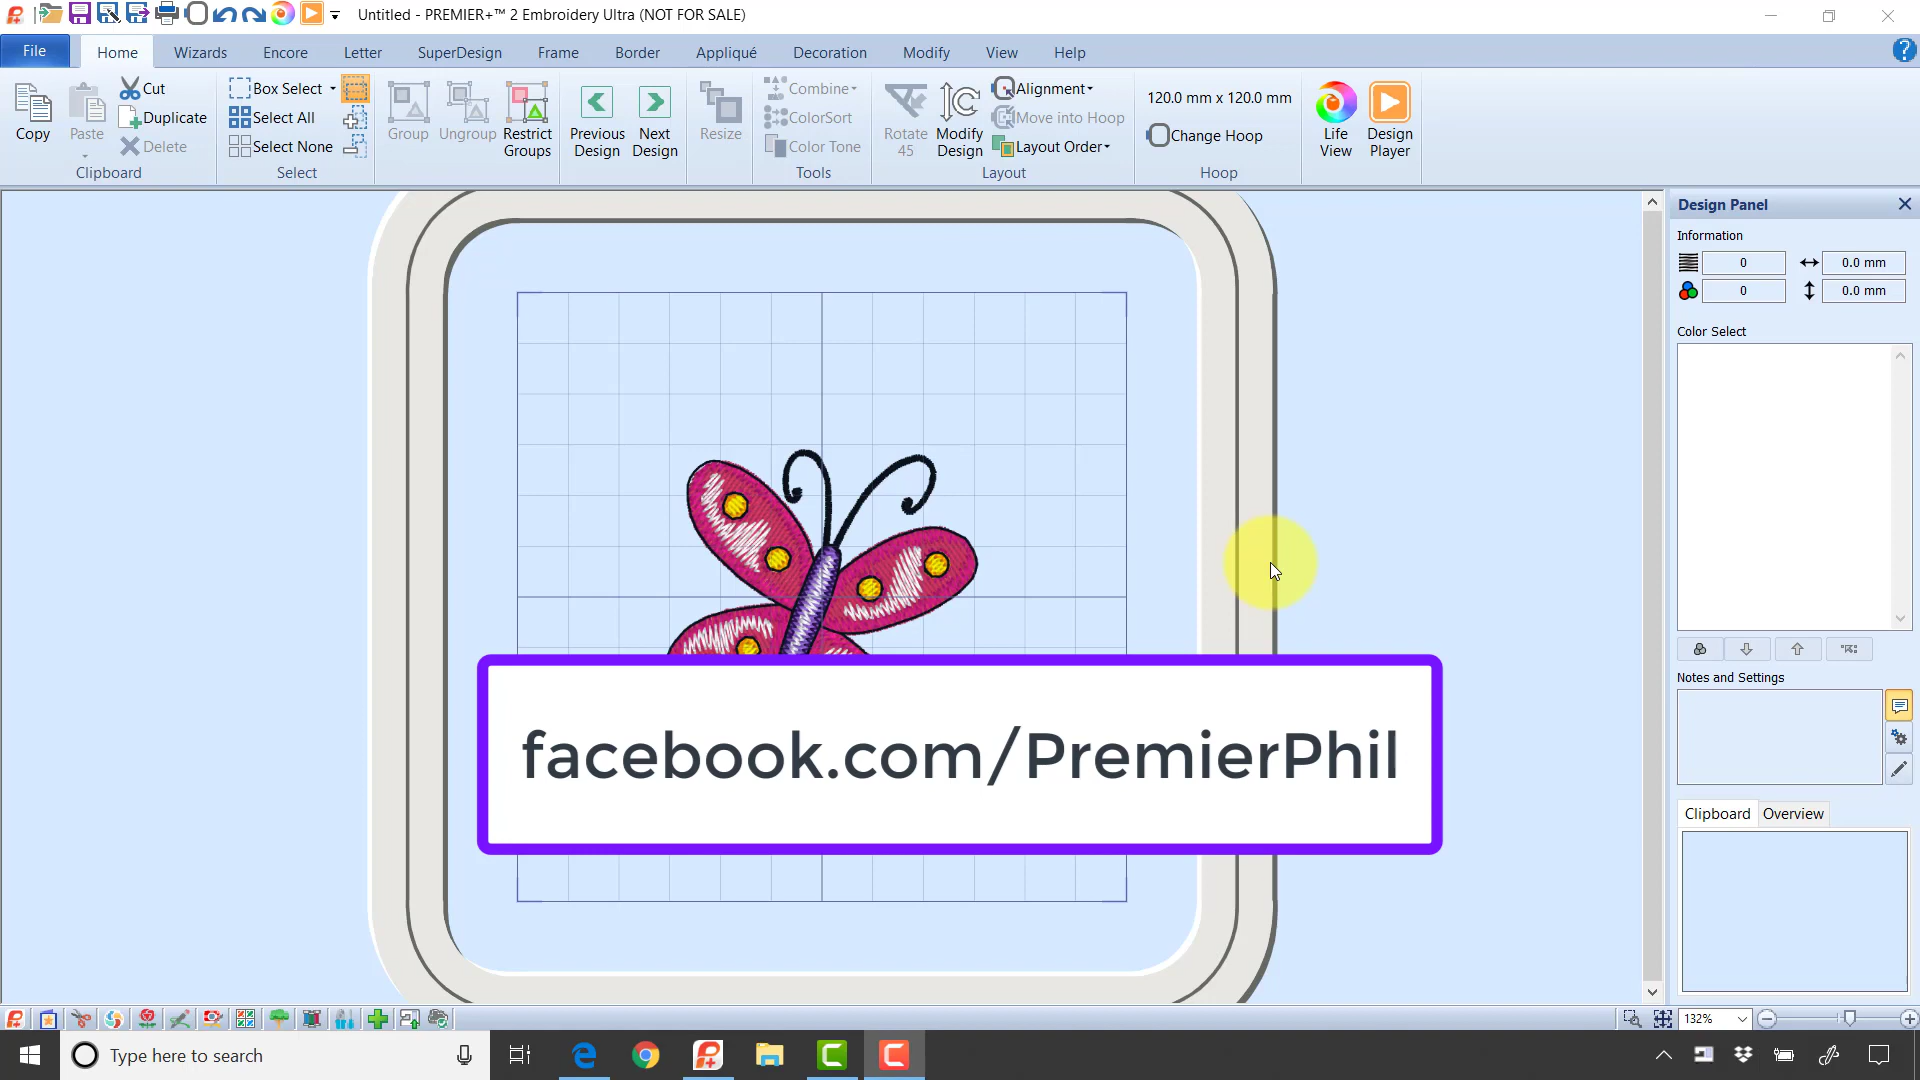 Untitled - PREMIER+™ 2 Embroidery Ultra (NOT FOR SALE)
File Home Wizards Encore Letter SuperDesign Frame Border Appliqué Decoration Modify View Help
Copy
Paste
Cut
Duplicate
Delete
Clipboard
Box Select
Select All
Select None
Select
Group
Ungroup
Restrict
Groups
Previous
Design
Next
Design
Resize
Combine
ColorSort
Color Tone
Tools
Rotate
45
Modify
Design
Alignment
Move into Hoop
Layout Order
Layout
120.0 mm x 120.0 mm
Change Hoop
Hoop
Life
View
Design
Player
Design Panel
Information
0 0.0 mm
0 0.0 mm
Color Select
Notes and Settings
Clipboard Overview
facebook.com/PremierPhil
132%
Type here to search